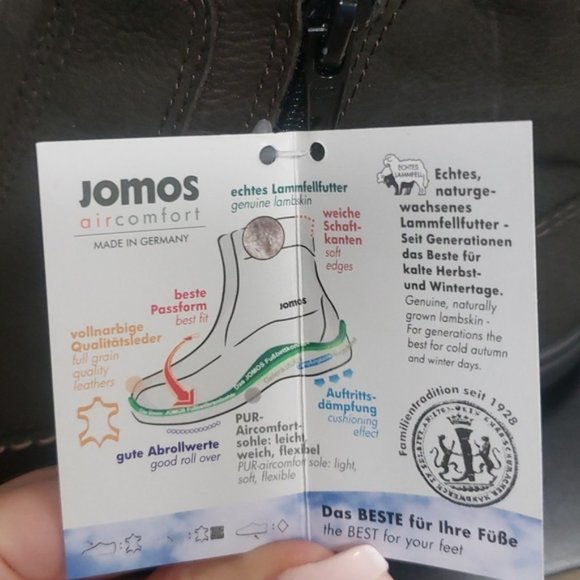 Jomos
aircomfort
MADE IN GERMANY
echtes Lammfellfutter
genuine lambskin
weiche
Schaft-
kanten
soft
edges
beste
Passform
best fit
Jomos
vollnarbige
Qualitätsleder
full grain
quality
leathers
gute Abrollwerte
good roll over
PUR-
Aircomfort-
sohle: leicht,
weich, flexibel
PUR-aircomfort sole: light,
soft, flexible
Auftritts-
dämpfung
cushioning
effect
ECHTES
LAMMFELL
Echtes,
naturge-
wachsenes
Lammfellfutter -
Seit Generationen
das Beste für
kalte Herbst-
und Wintertage.
Genuine, naturally
grown lambskin -
For generations the
best for cold autumn
and winter days.
Familientradition seit 1928
Das BESTE für Ihre Füße
the BEST for your feet